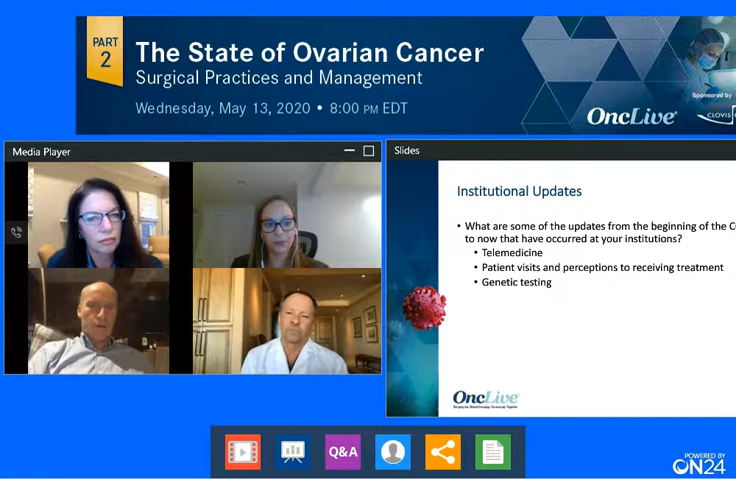 PART
2
The State of Ovarian Cancer
Surgical Practices and Management
Wednesday, May 13, 2020 • 8:00 PM EDT
Sponsored by
OncLive®
CLOVIS
Media Player
Slides
Institutional Updates
• What are some of the updates from the beginning of the
to now that have occurred at your institutions?
• Telemedicine
• Patient visits and perceptions to receiving treatment
• Genetic testing
OncLive
Q&A
POWERED BY
ON24